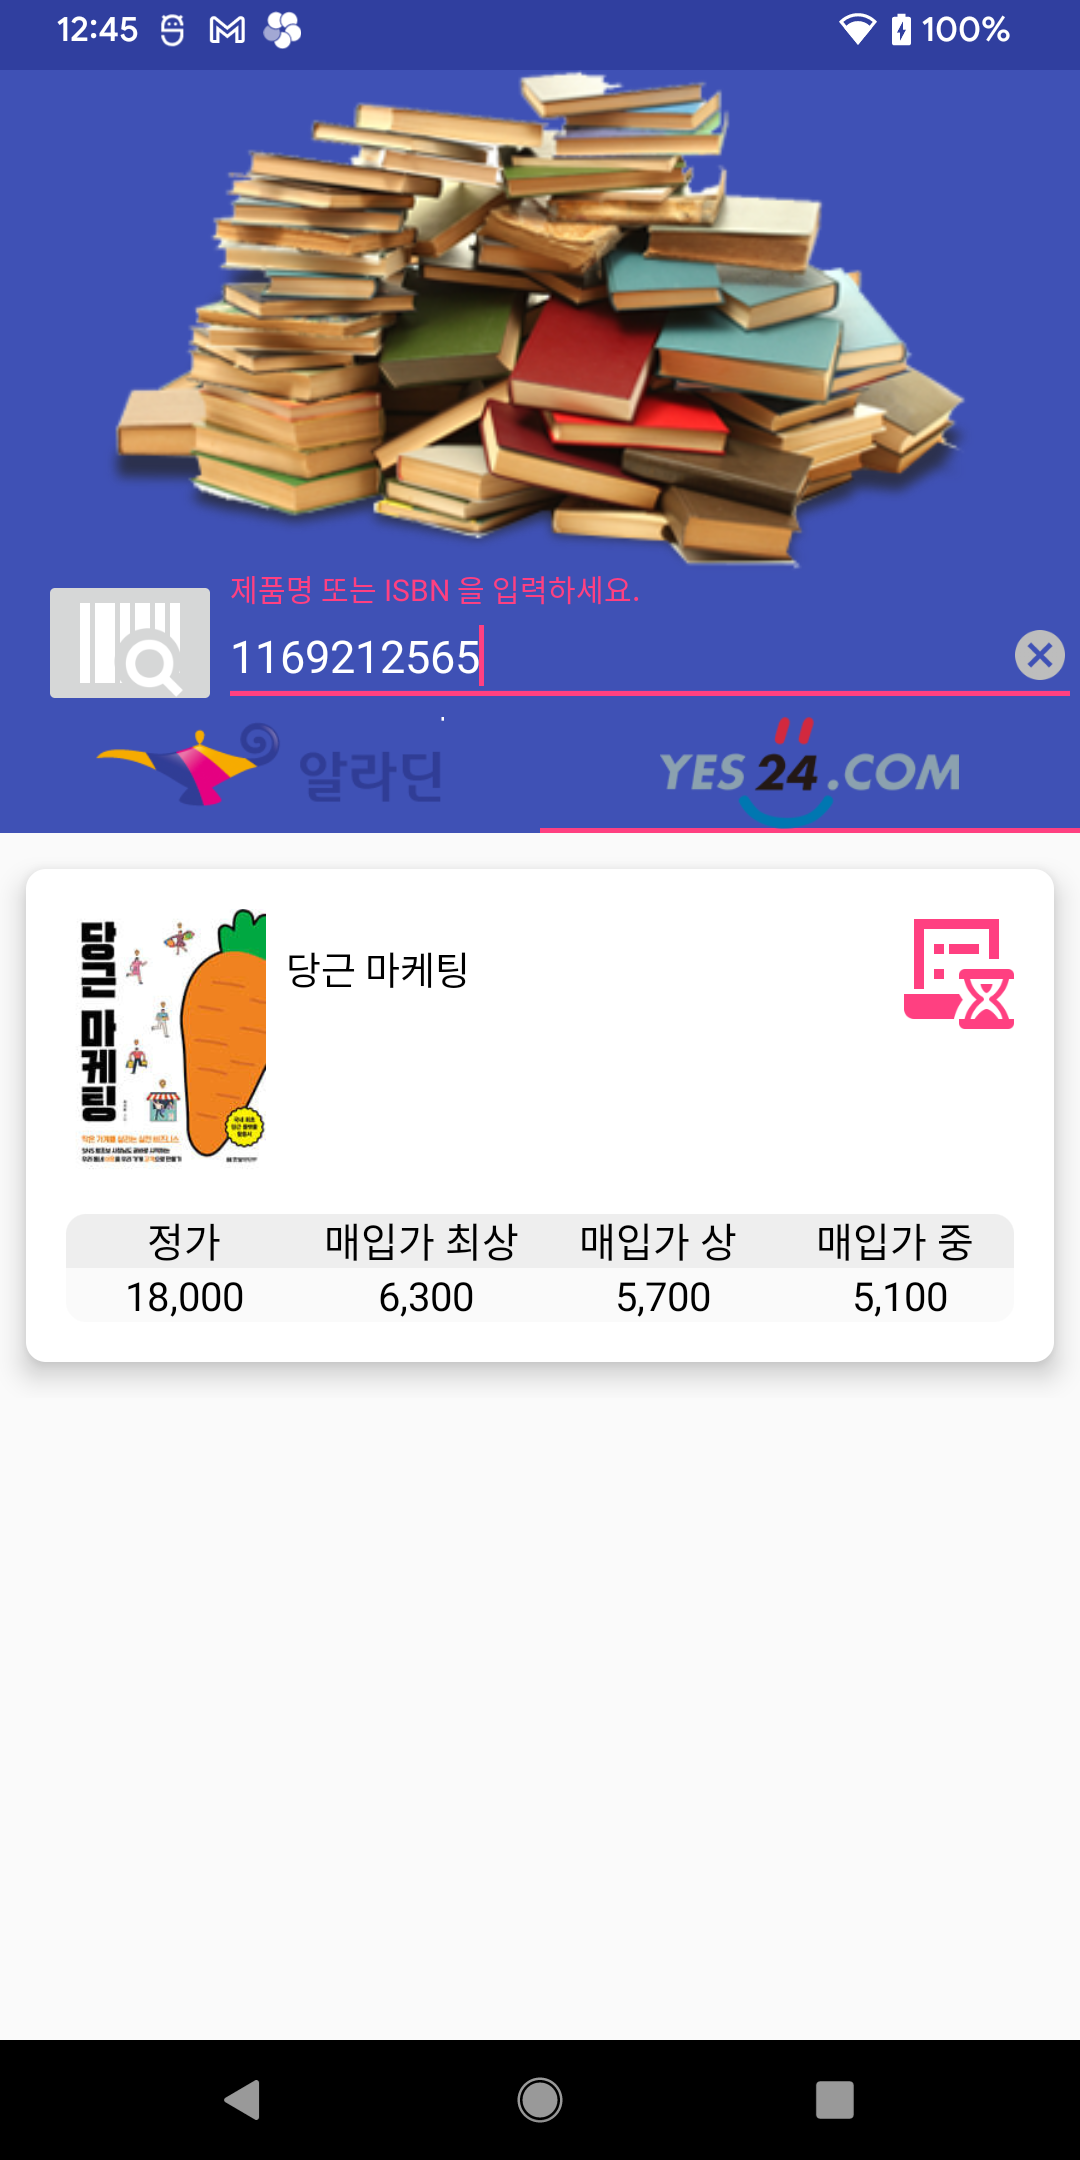 12:45
100%
제품명 또는 ISBN 을 입력하세요.
1169212565
알라딘
YES24.COM
당근 마케팅
당근 마케팅
정가 매입가 최상 매입가 상 매입가 중
18,000 6,300 5,700 5,100